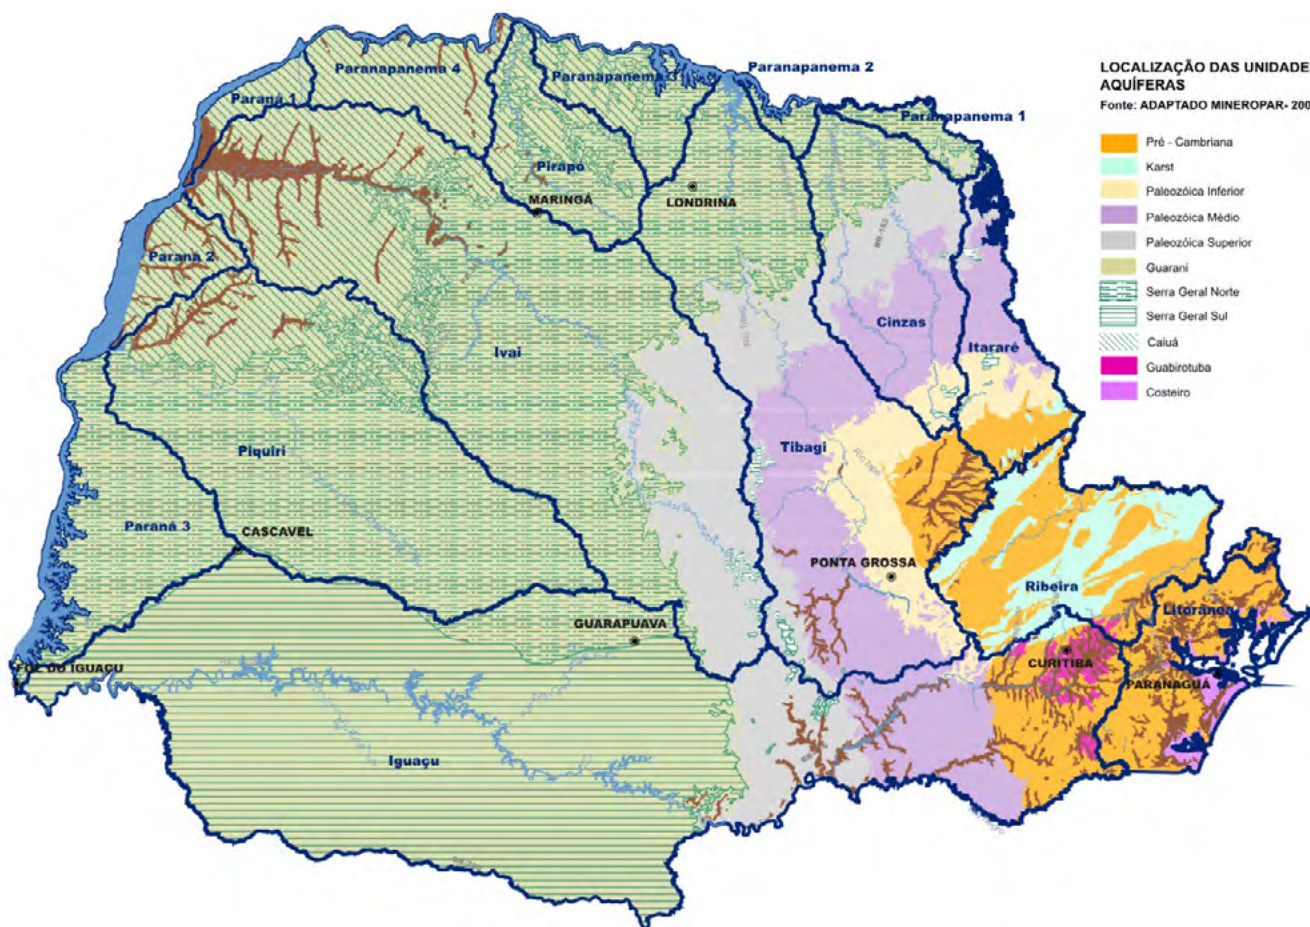 LOCALIZAÇÃO DAS UNIDADE
AQUÍFERAS
Fonte: ADAPTADO MINEROPAR- 200
Pré - Cambriana
Karst
Paleozóica Inferior
Paleozóica Médio
Paleozóica Superior
Guarani
Serra Geral Norte
Serra Geral Sul
Caiuá
Guabirotuba
Costeiro
Paranapanema 4
Paranapanema 3
Paranapanema 2
Paraná 1
Paranapanema 1
Pirapó
MARINGÁ
LONDRINA
Paraná 2
Cinzas
Itararé
Ivaí
Piquiri
Tibagi
Paraná 3
CASCAVEL
PONTA GROSSA
Ribeira
Litorânea
GUARAPUAVA
CURITIBA
FOZ DO IGUAÇU
PARANAGUÁ
Iguaçu